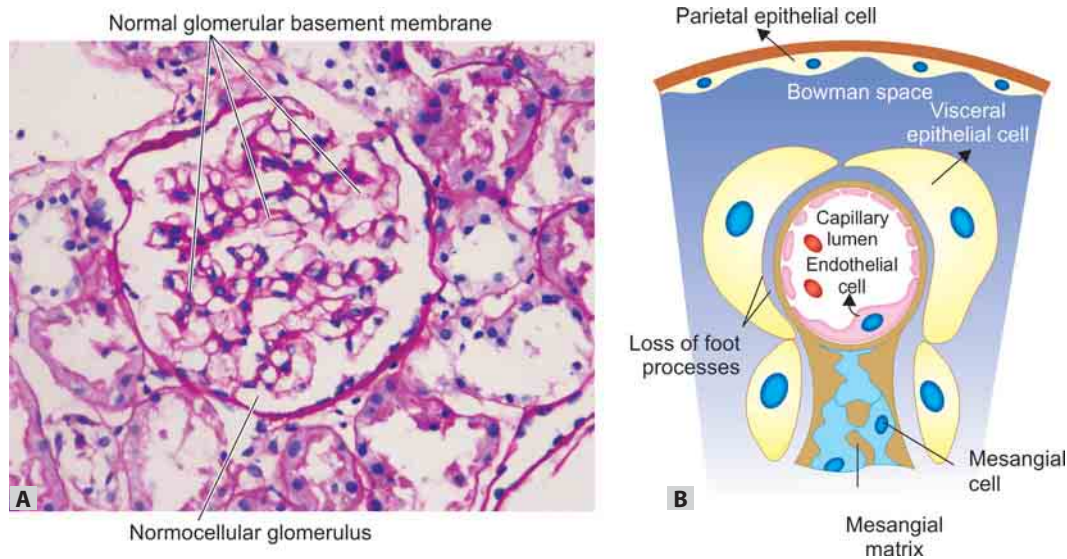 Normal glomerular basement membrane
A
Normocellular glomerulus
Parietal epithelial cell
Bowman space
Visceral
epithelial cell
Capillary
lumen
Endothelial
cell
Loss of foot
processes
Mesangial
cell
B
Mesangial
matrix